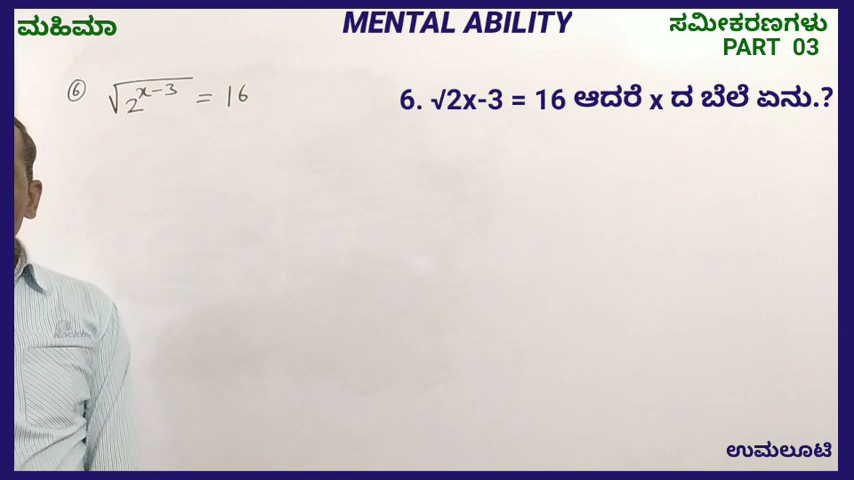 ಮಹಿಮಾ
MENTAL ABILITY
ಸಮೀಕರಣಗಳು
PART 03
⑥ √2^(x-3) = 16
6. √2x-3 = 16 ಆದರೆ x ದ ಬೆಲೆ ಏನು.?
ಉಮಲೂಟಿ